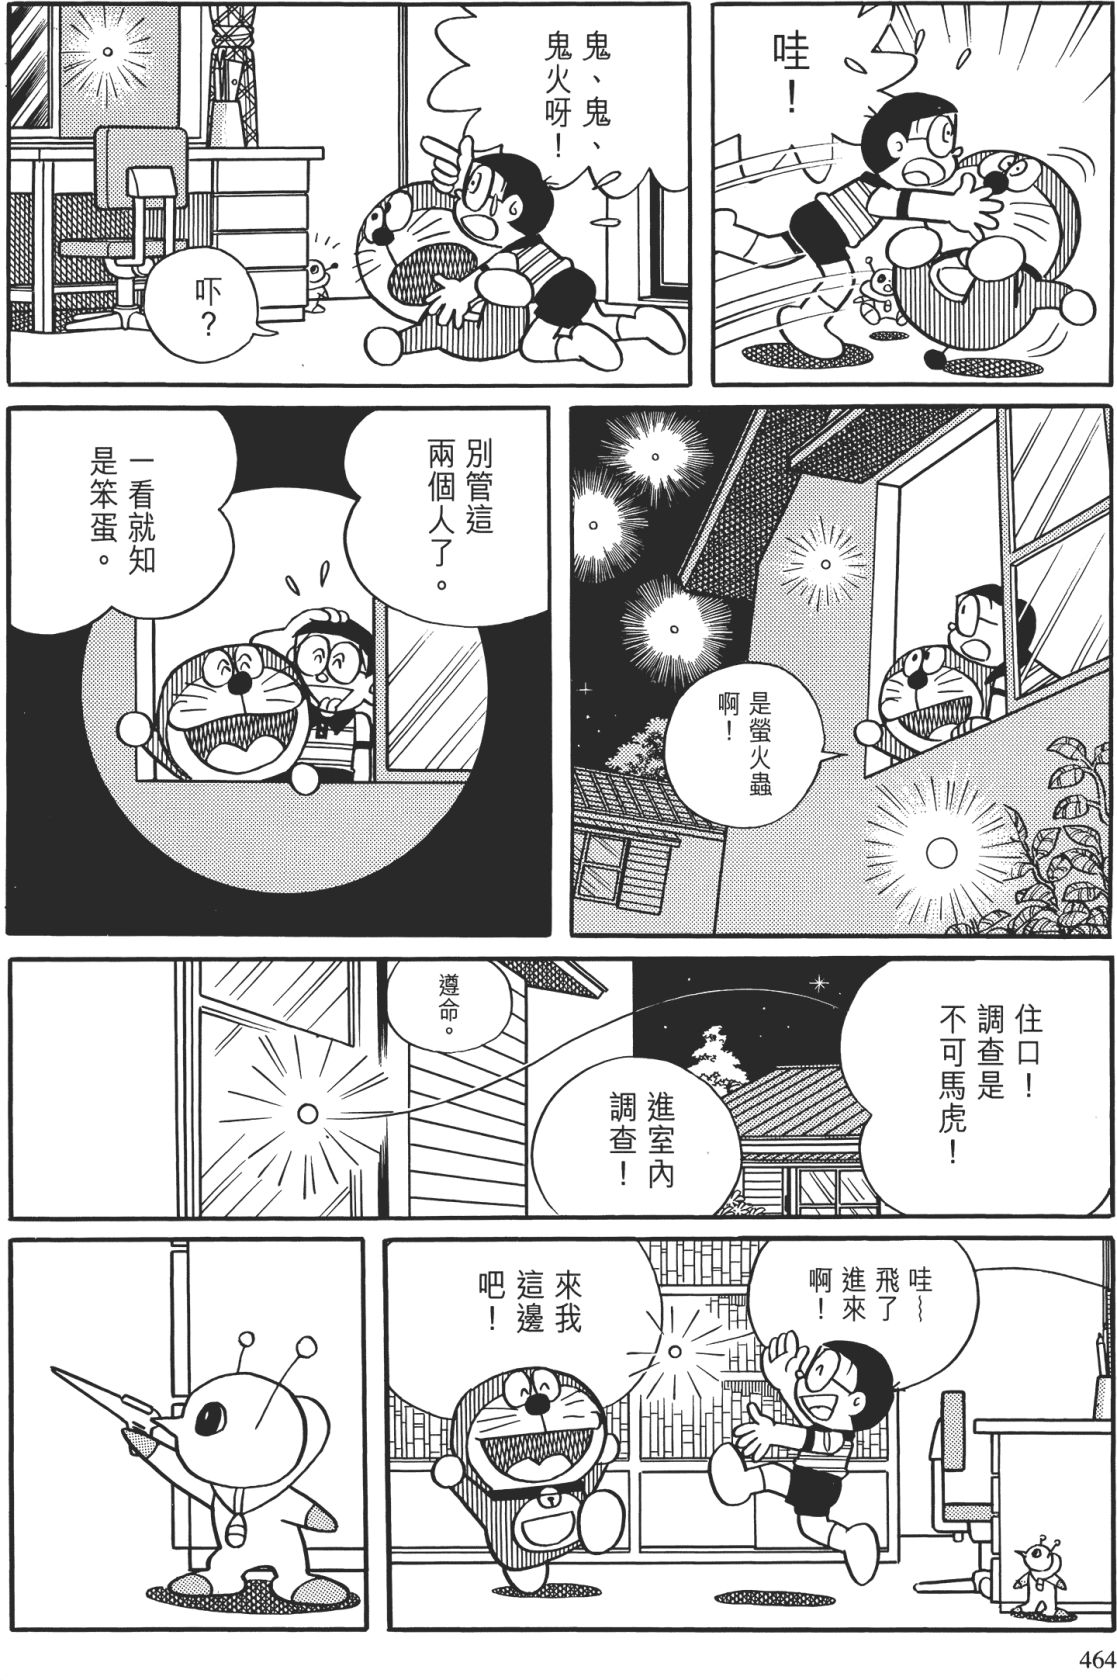 哇！
鬼、鬼、
鬼火呀！
吓？
是螢火蟲
啊！
別管這
兩個人了。
一看就知
是笨蛋。
住口！
調查是
不可馬虎！
進室內
調查！
遵命。
哇～
飛了
進來
啊！
來我
這邊
吧！
464